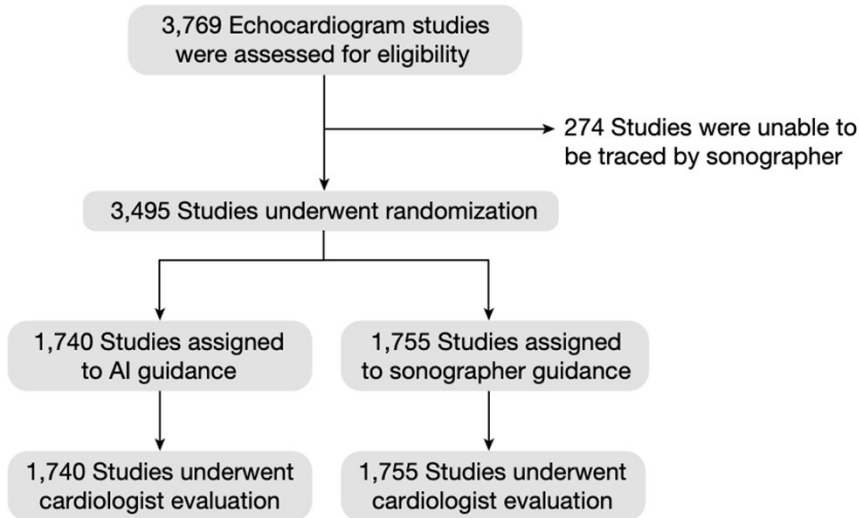 3,769 Echocardiogram studies
were assessed for eligibility
274 Studies were unable to
be traced by sonographer
3,495 Studies underwent randomization
1,740 Studies assigned
to AI guidance
1,755 Studies assigned
to sonographer guidance
1,740 Studies underwent
cardiologist evaluation
1,755 Studies underwent
cardiologist evaluation